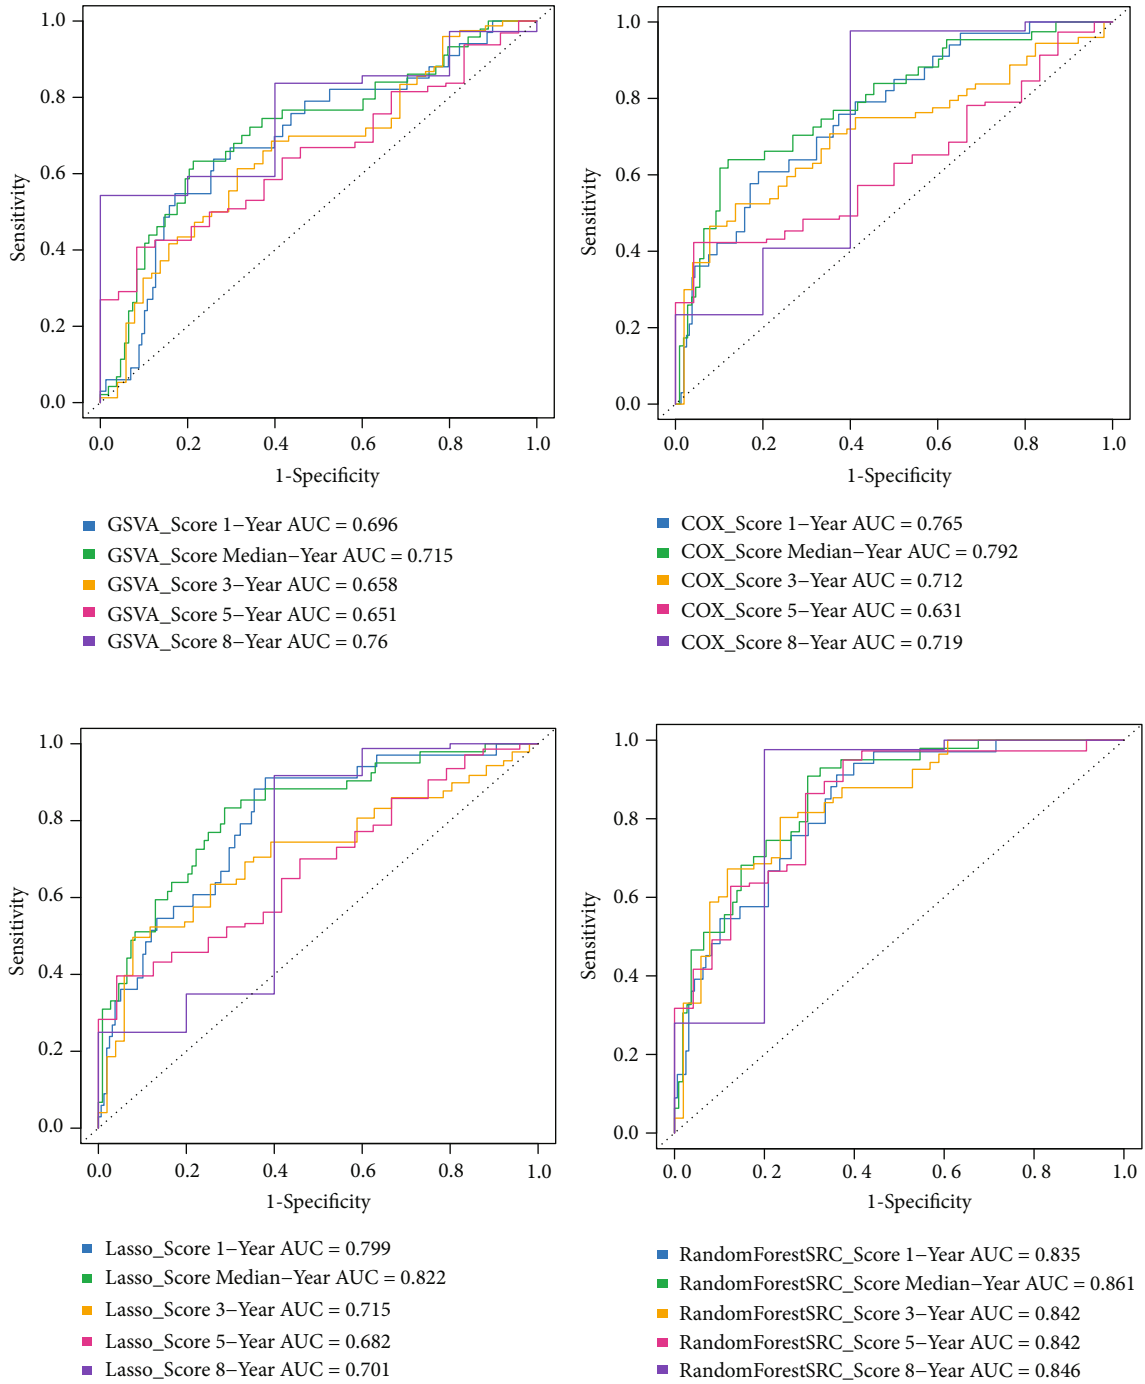 1.0
0.8
0.6
0.4
0.2
0.0
Sensitivity
0.0 0.2 0.4 0.6 0.8 1.0
1-Specificity
GSVA_Score 1−Year AUC = 0.696
GSVA_Score Median−Year AUC = 0.715
GSVA_Score 3−Year AUC = 0.658
GSVA_Score 5−Year AUC = 0.651
GSVA_Score 8−Year AUC = 0.76
1.0
0.8
0.6
0.4
0.2
0.0
Sensitivity
0.0 0.2 0.4 0.6 0.8 1.0
1-Specificity
COX_Score 1−Year AUC = 0.765
COX_Score Median−Year AUC = 0.792
COX_Score 3−Year AUC = 0.712
COX_Score 5−Year AUC = 0.631
COX_Score 8−Year AUC = 0.719
1.0
0.8
0.6
0.4
0.2
0.0
Sensitivity
0.0 0.2 0.4 0.6 0.8 1.0
1-Specificity
Lasso_Score 1−Year AUC = 0.799
Lasso_Score Median−Year AUC = 0.822
Lasso_Score 3−Year AUC = 0.715
Lasso_Score 5−Year AUC = 0.682
Lasso_Score 8−Year AUC = 0.701
1.0
0.8
0.6
0.4
0.2
0.0
Sensitivity
0.0 0.2 0.4 0.6 0.8 1.0
1-Specificity
RandomForestSRC_Score 1−Year AUC = 0.835
RandomForestSRC_Score Median−Year AUC = 0.861
RandomForestSRC_Score 3−Year AUC = 0.842
RandomForestSRC_Score 5−Year AUC = 0.842
RandomForestSRC_Score 8−Year AUC = 0.846